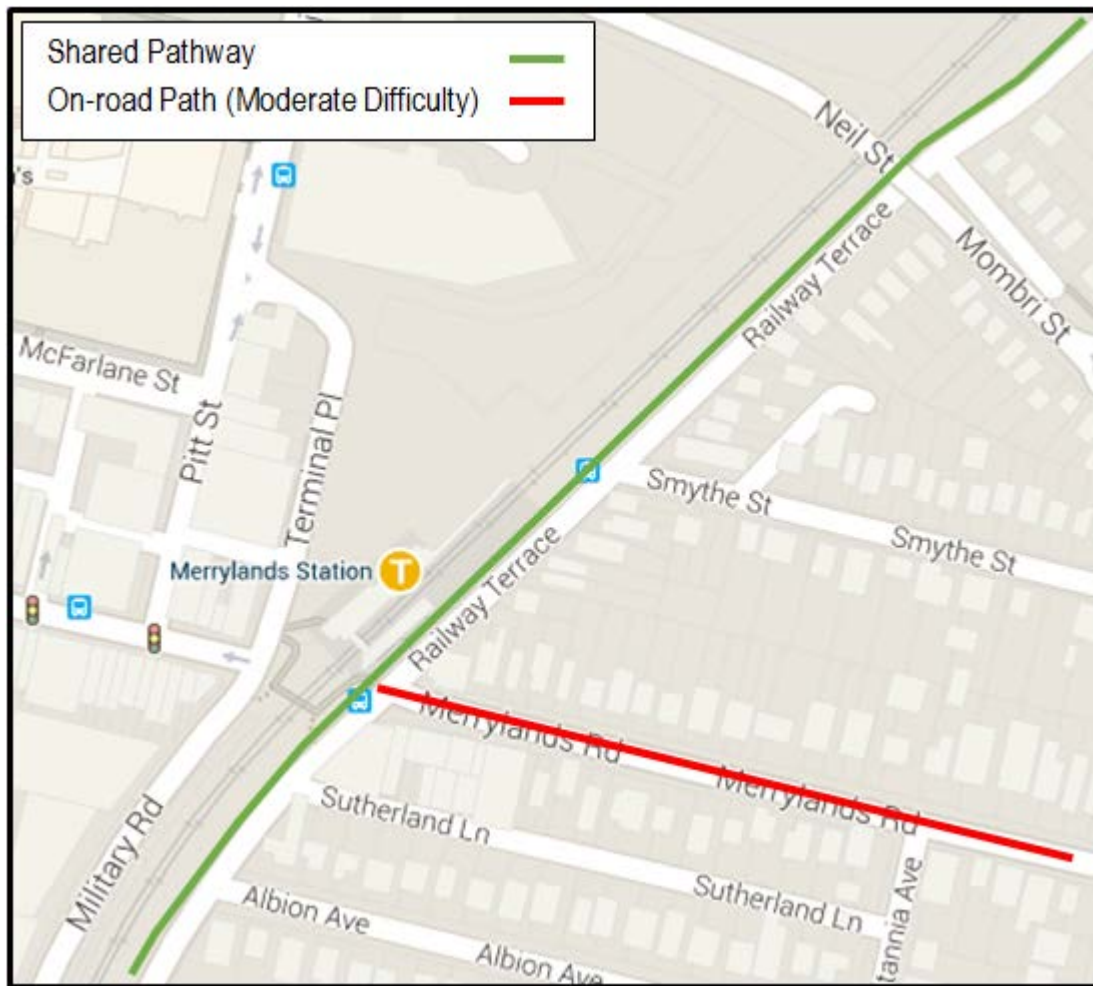 Shared Pathway
On-road Path (Moderate Difficulty)
Neil St
's
Mombri St
Railway Terrace
McFarlane St
Pitt St
Terminal Pl
Smythe St
Smythe St
Merrylands Station T
Railway Terrace
Merrylands Rd
Merrylands Rd
Sutherland Ln
Military Rd
Sutherland Ln
tannia Ave
Albion Ave
Albion Ave